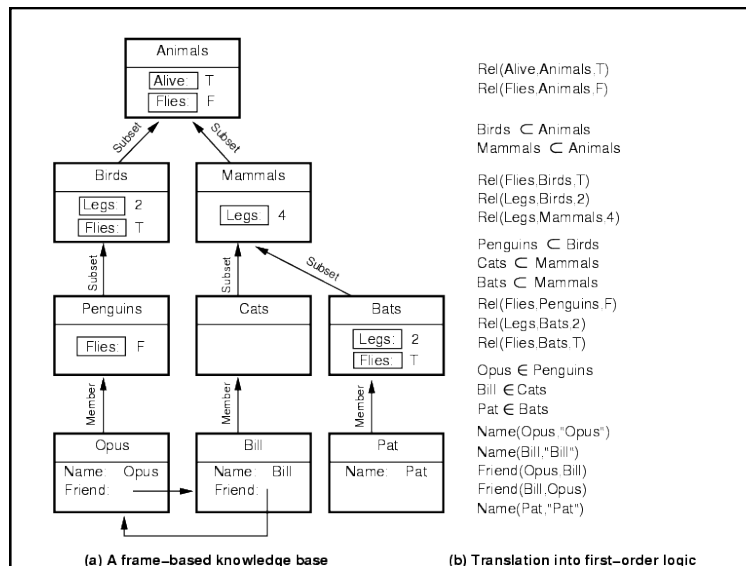 Animals
Alive: T
Flies: F
Subset
Subset
Birds
Legs: 2
Flies: T
Mammals
Legs: 4
Subset
Subset
Subset
Penguins
Flies: F
Cats
Bats
Legs: 2
Flies: T
Member
Member
Member
Opus
Name: Opus
Friend:
Bill
Name: Bill
Friend:
Pat
Name: Pat
(a) A frame–based knowledge base
Rel(Alive,Animals,T)
Rel(Flies,Animals,F)
Birds ⊂ Animals
Mammals ⊂ Animals
Rel(Flies,Birds,T)
Rel(Legs,Birds,2)
Rel(Legs,Mammals,4)
Penguins ⊂ Birds
Cats ⊂ Mammals
Bats ⊂ Mammals
Rel(Flies,Penguins,F)
Rel(Legs,Bats,2)
Rel(Flies,Bats,T)
Opus ∈ Penguins
Bill ∈ Cats
Pat ∈ Bats
Name(Opus,"Opus")
Name(Bill,"Bill")
Friend(Opus,Bill)
Friend(Bill,Opus)
Name(Pat,"Pat")
(b) Translation into first–order logic